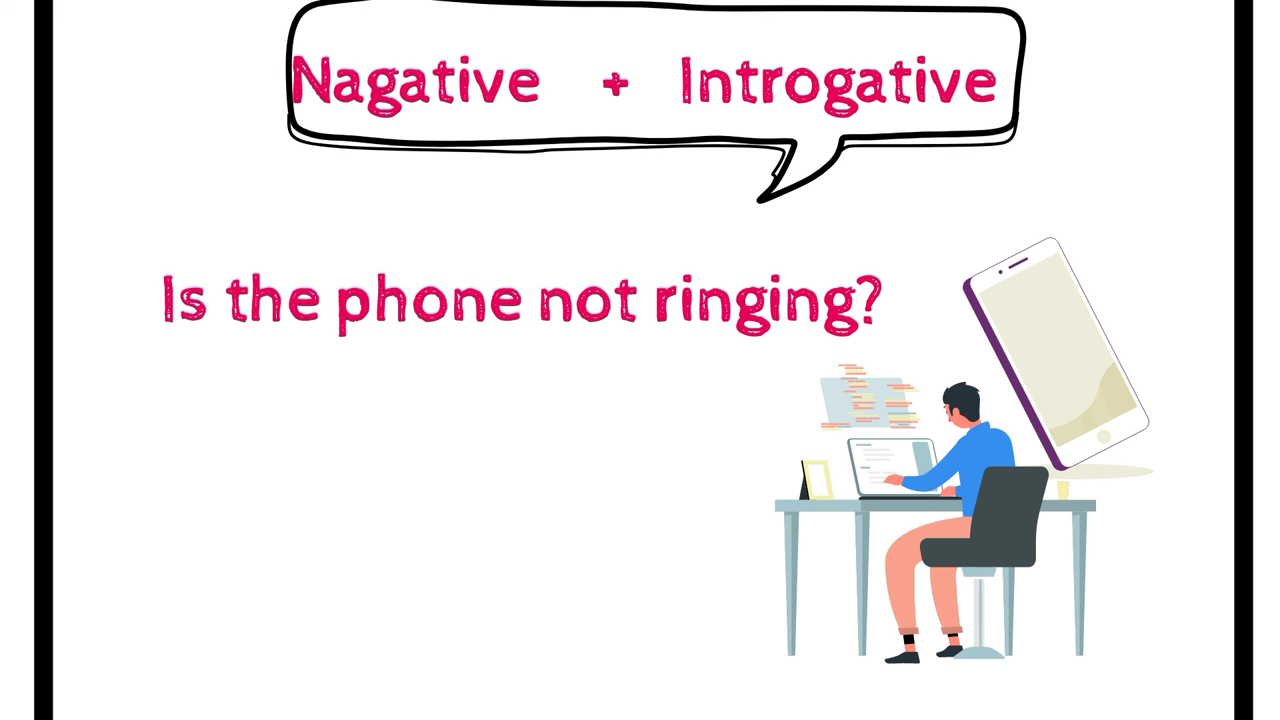 Nagative + Introgative
Is the phone not ringing?